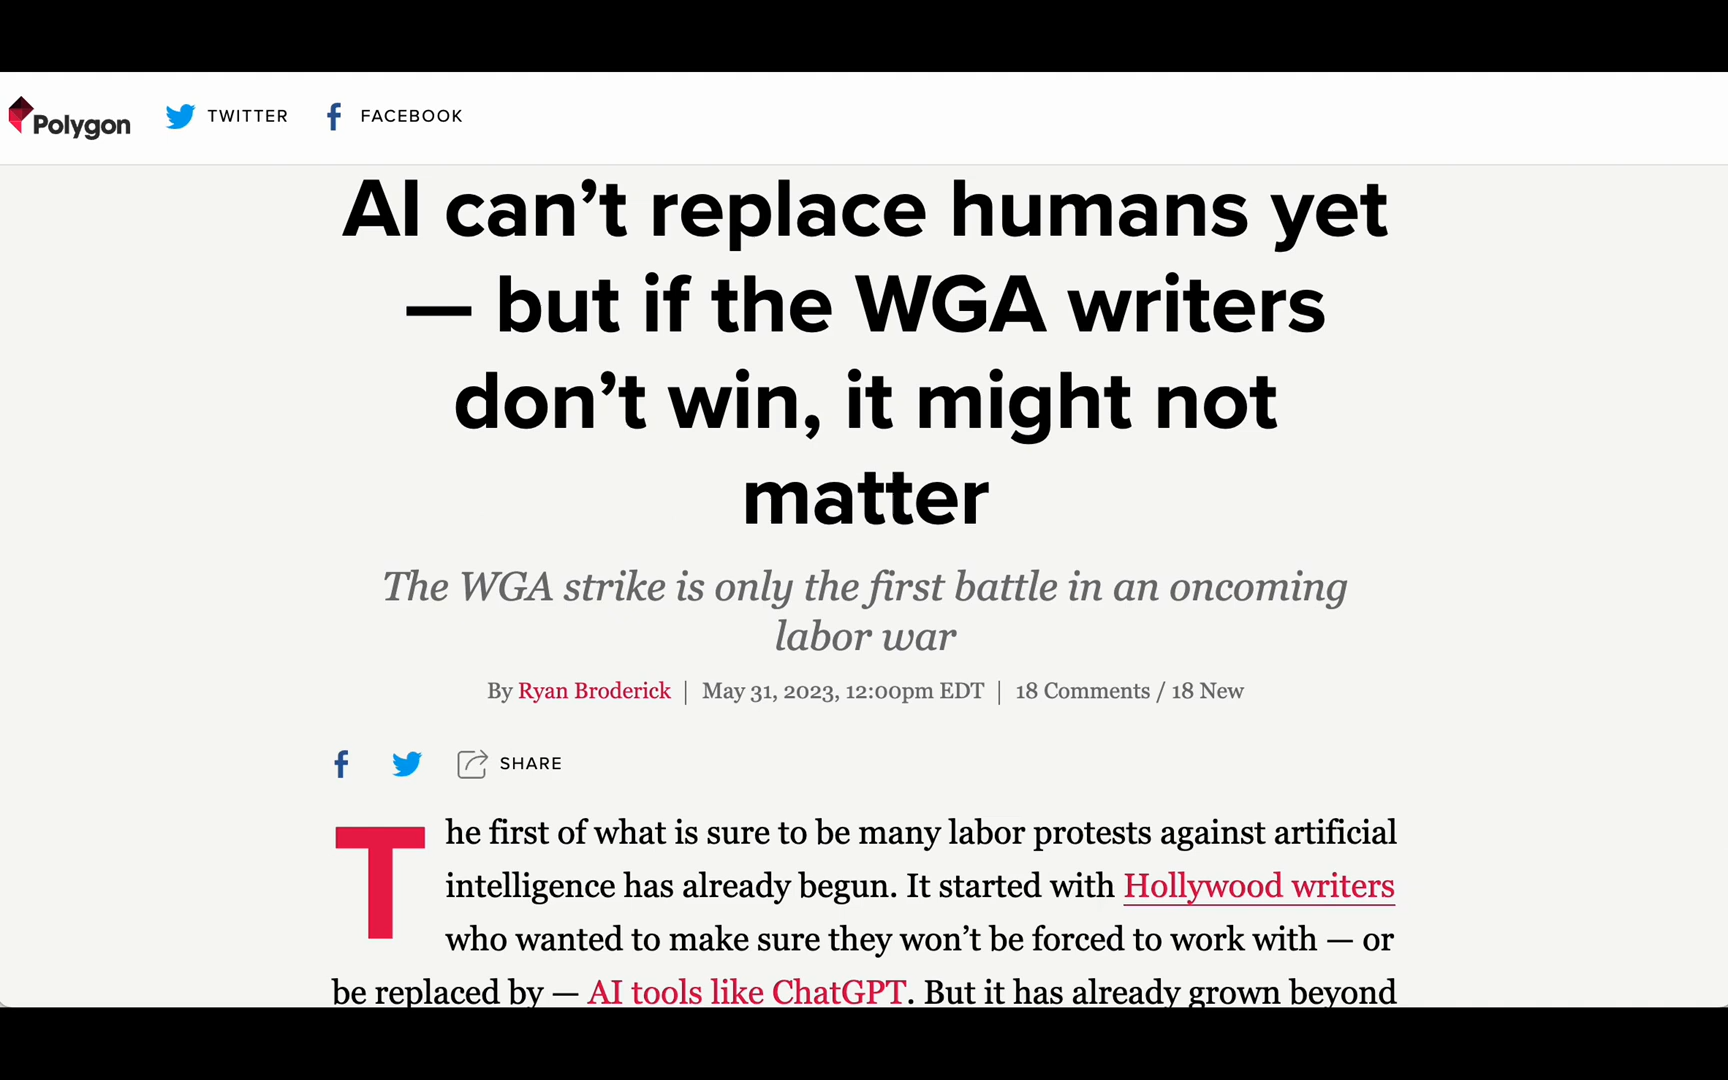 Polygon TWITTER FACEBOOK
AI can’t replace humans yet
— but if the WGA writers
don’t win, it might not
matter
The WGA strike is only the first battle in an oncoming
labor war
By Ryan Broderick | May 31, 2023, 12:00pm EDT | 18 Comments / 18 New
SHARE
The first of what is sure to be many labor protests against artificial
intelligence has already begun. It started with Hollywood writers
who wanted to make sure they won’t be forced to work with — or
be replaced by — AI tools like ChatGPT. But it has already grown beyond